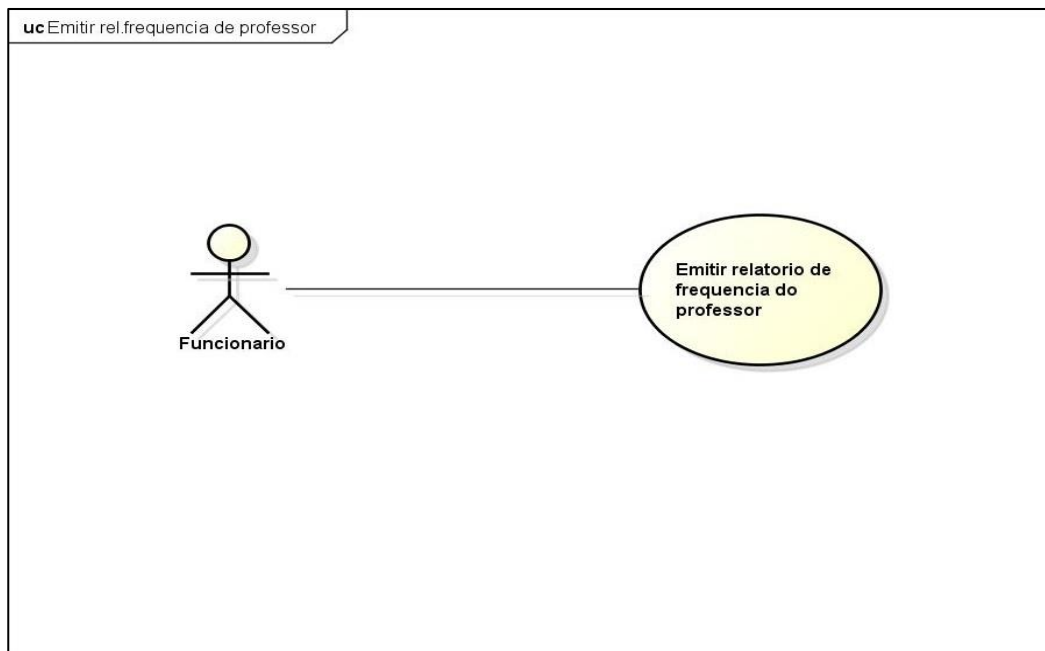 uc Emitir rel.frequencia de professor
Emitir relatorio de
frequencia do
professor
Funcionario